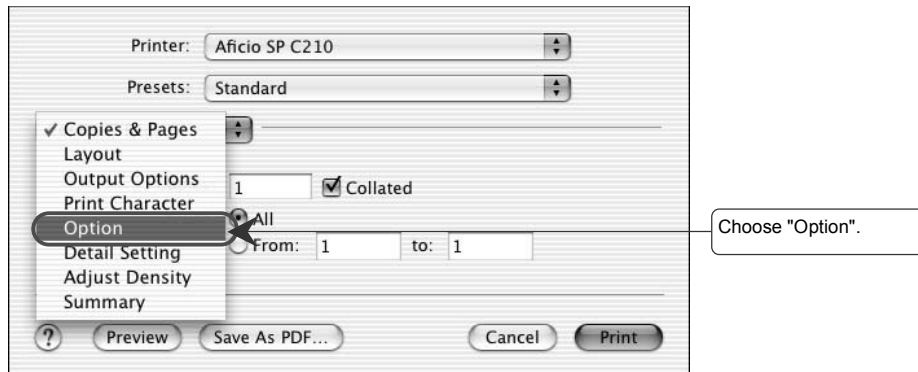 Printer: Aficio SP C210
Presets: Standard
✓ Copies & Pages
Layout
Output Options
1 Collated
Print Character
All
Option
Choose "Option".
From: 1 to: 1
Detail Setting
Adjust Density
Summary
? Preview Save As PDF... Cancel Print